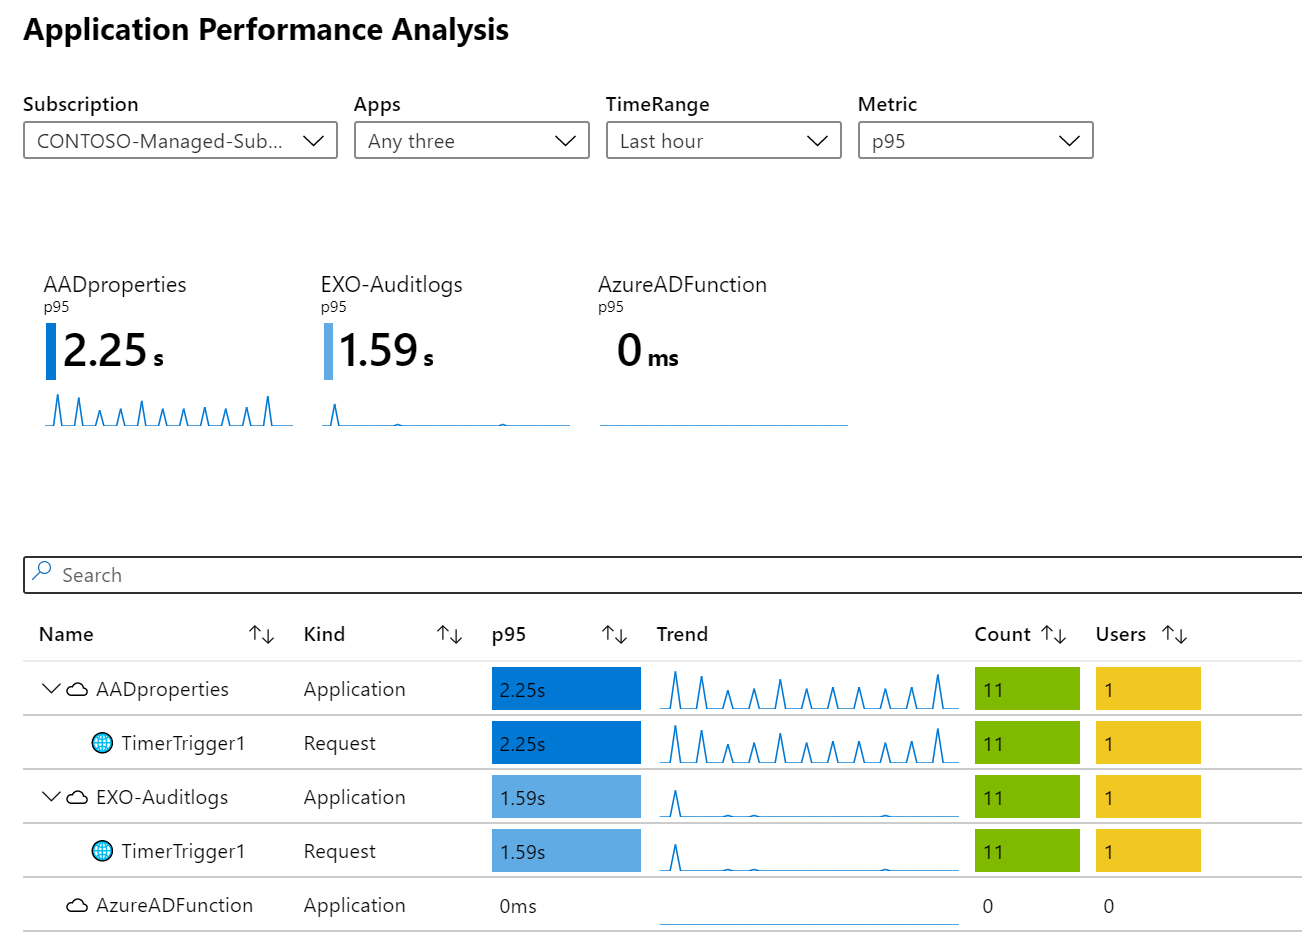 Application Performance Analysis
Subscription Apps TimeRange Metric
CONTOSO-Managed-Sub... Any three Last hour p95
AADproperties EXO-Auditlogs AzureADFunction
p95 p95 p95
2.25 s 1.59 s 0 ms
Search
Name Kind p95 Trend Count Users
AADproperties Application 2.25s 11 1
TimerTrigger1 Request 2.25s 11 1
EXO-Auditlogs Application 1.59s 11 1
TimerTrigger1 Request 1.59s 11 1
AzureADFunction Application 0ms 0 0